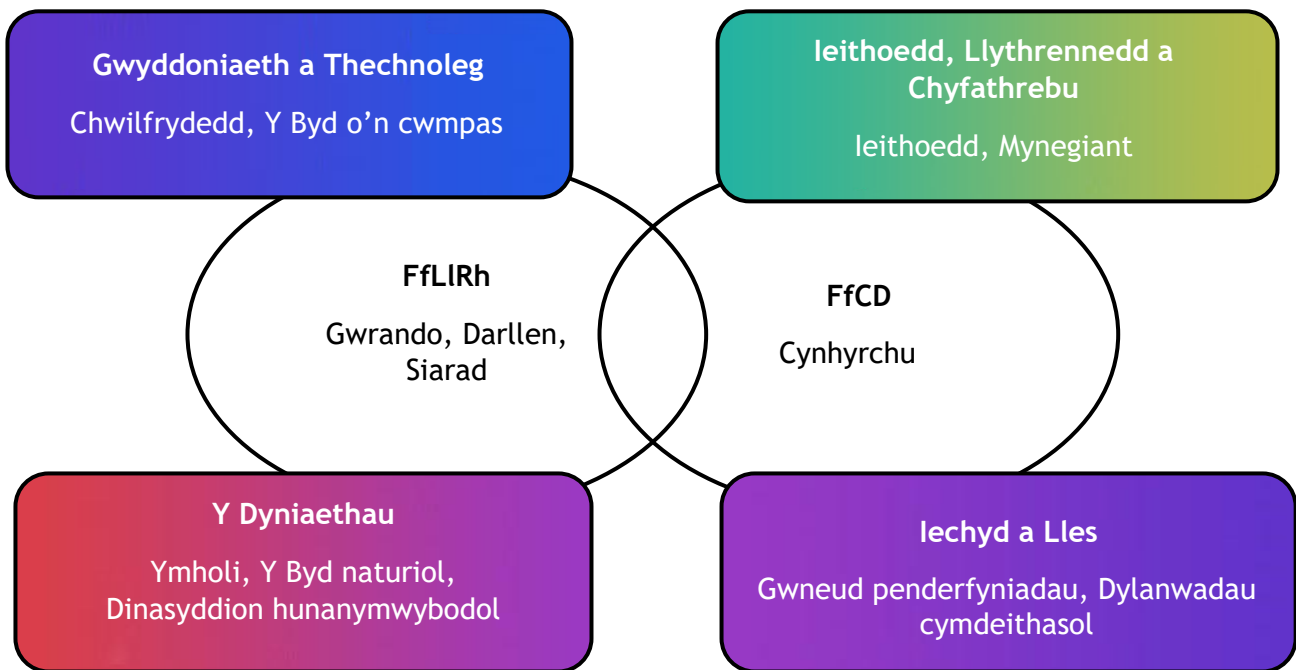 Gwyddoniaeth a Thechnoleg
Chwilfrydedd, Y Byd o’n cwmpas
Ieithoedd, Llythrennedd a
Chyfathrebu
Ieithoedd, Mynegiant
FfLlRh
Gwrando, Darllen,
Siarad
FfCD
Cynhyrchu
Y Dyniaethau
Ymholi, Y Byd naturiol,
Dinasyddion hunanymwybodol
Iechyd a Lles
Gwneud penderfyniadau, Dylanwadau
cymdeithasol